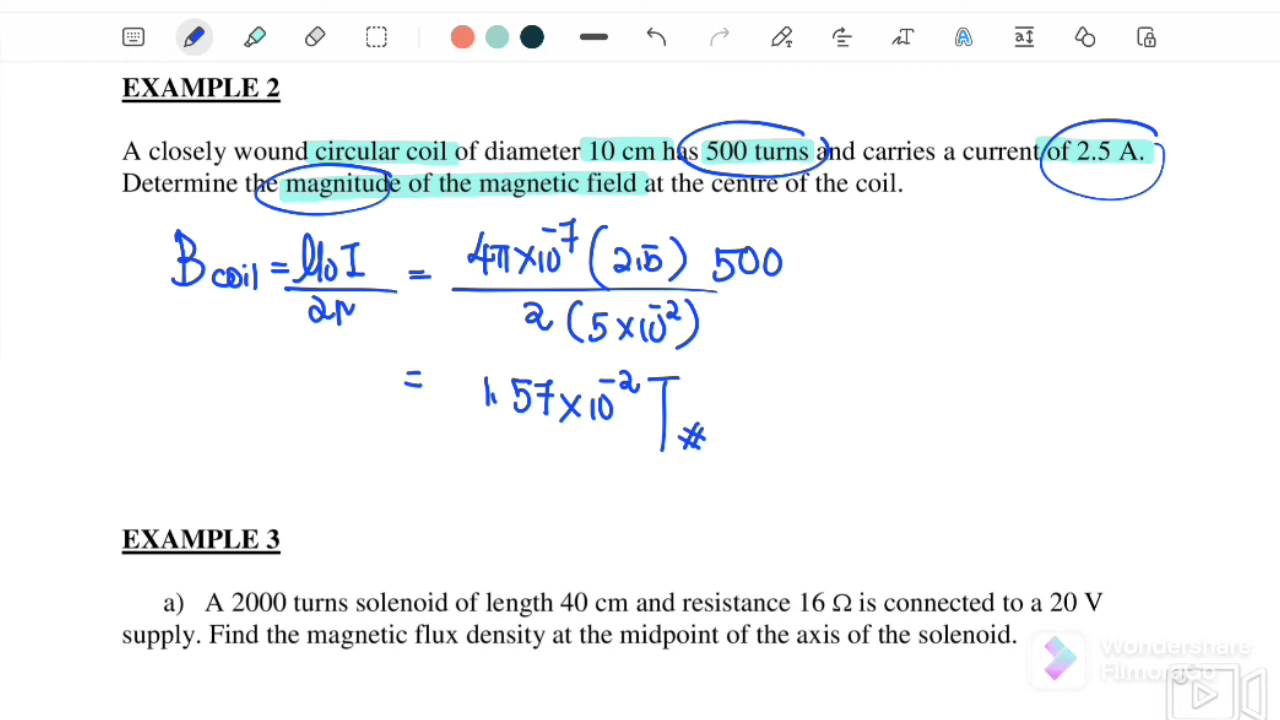 EXAMPLE 2
A closely wound circular coil of diameter 10 cm has 500 turns and carries a current of 2.5 A.
Determine the magnitude of the magnetic field at the centre of the coil.
B coil = μ₀I / 2r = 4π×10⁻⁷ (2.5) 500 / 2 (5×10⁻²)
= 1.57×10⁻² T #
EXAMPLE 3
a) A 2000 turns solenoid of length 40 cm and resistance 16 Ω is connected to a 20 V
supply. Find the magnetic flux density at the midpoint of the axis of the solenoid.
Wondershare
FilmoraGo